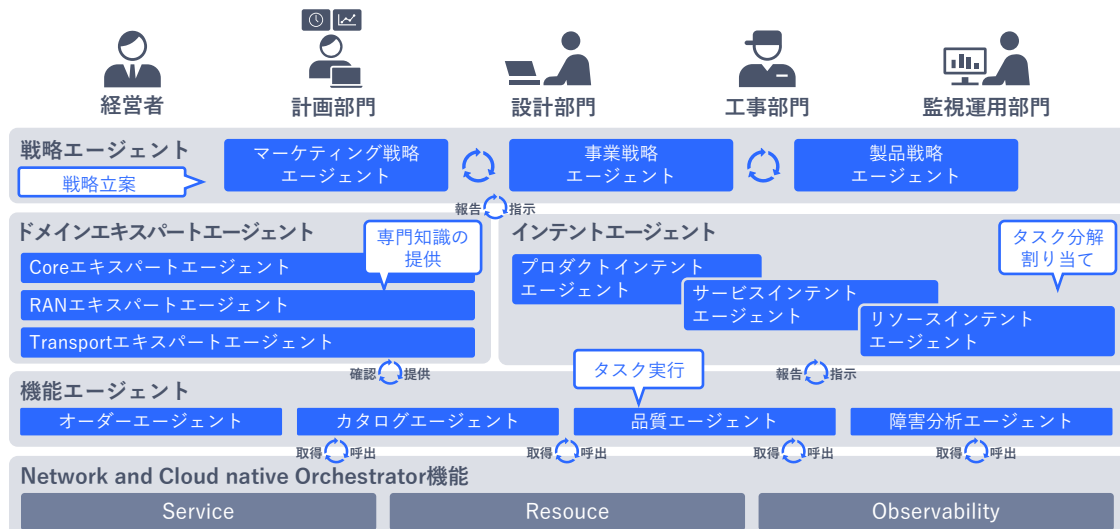 経営者
計画部門
設計部門
工事部門
監視運用部門
戦略エージェント
戦略立案
マーケティング戦略
エージェント
事業戦略
エージェント
製品戦略
エージェント
報告
指示
ドメインエキスパートエージェント
専門知識の
提供
Coreエキスパートエージェント
RANエキスパートエージェント
Transportエキスパートエージェント
インテントエージェント
タスク分解
割り当て
プロダクトインテント
エージェント
サービスインテント
エージェント
リソースインテント
エージェント
確認
提供
報告
指示
機能エージェント
タスク実行
オーダーエージェント
カタログエージェント
品質エージェント
障害分析エージェント
取得
呼出
取得
呼出
取得
呼出
取得
呼出
Network and Cloud native Orchestrator機能
Service
Resouce
Observability